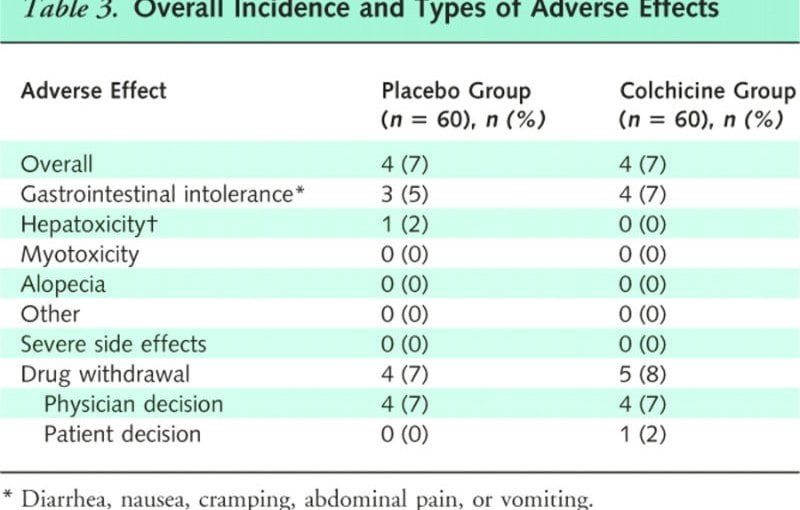 Table 3. Overall Incidence and Types of Adverse Effects
Adverse Effect Placebo Group Colchicine Group
(n = 60), n (%) (n = 60), n (%)
Overall 4 (7) 4 (7)
Gastrointestinal intolerance* 3 (5) 4 (7)
Hepatoxicity† 1 (2) 0 (0)
Myotoxicity 0 (0) 0 (0)
Alopecia 0 (0) 0 (0)
Other 0 (0) 0 (0)
Severe side effects 0 (0) 0 (0)
Drug withdrawal 4 (7) 5 (8)
Physician decision 4 (7) 4 (7)
Patient decision 0 (0) 1 (2)
* Diarrhea, nausea, cramping, abdominal pain, or vomiting.